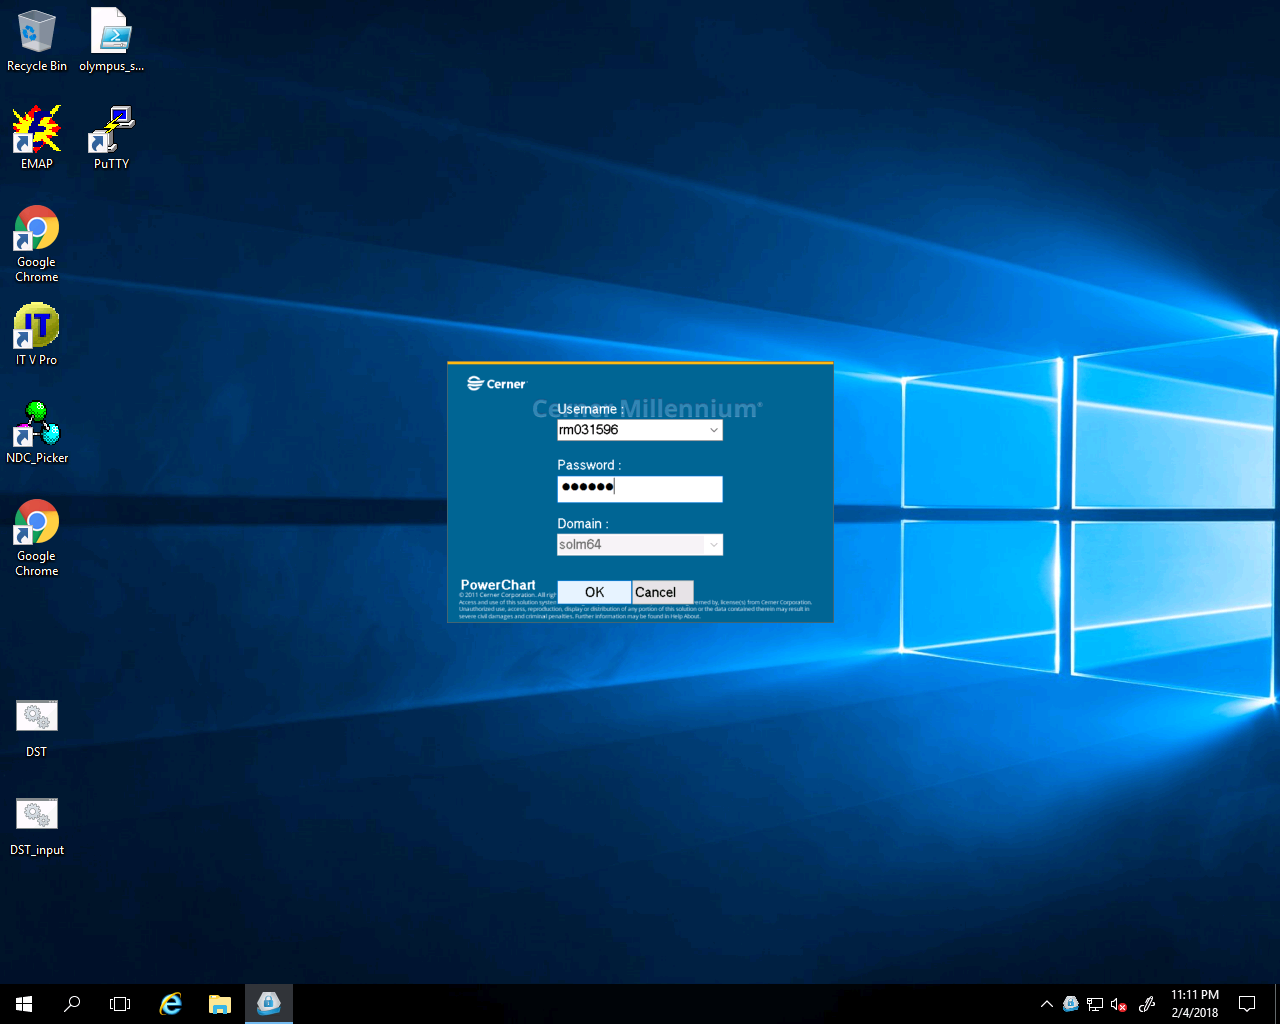 Recycle Bin
olympus_s...
EMAP
PuTTY
Google
Chrome
IT
IT V Pro
NDC_Picker
Google
Chrome
DST
DST_input
Cerner
Cerner Millennium
Username :
rm031596
Password :
Domain :
solm64
PowerChart
OK
Cancel
© 2011 Cerner Corporation. All rig
Access and use of this solution system
erned by, license(s) from Cerner Corporation.
Unauthorized use, access, reproduction, display or distribution of any portion of this solution or the data contained therein may result in
severe civil damages and criminal penalties. Further information may be found in Help About.
11:11 PM
2/4/2018